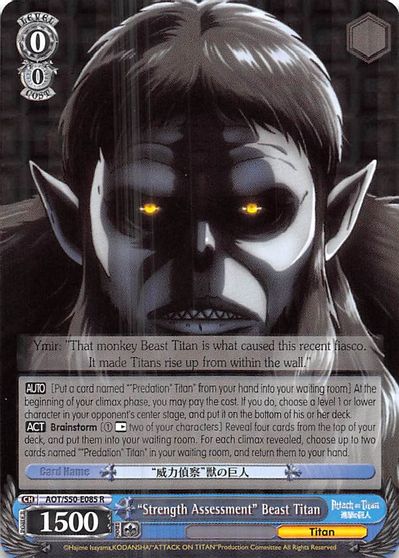 LEVEL
0
0
COST
Ymir: "That monkey Beast Titan is what caused this recent fiasco.
It made Titans rise up from within the wall."
AUTO [Put a card named "“Predation” Titan" from your hand into your waiting room] At the
beginning of your climax phase, you may pay the cost. If you do, choose a level 1 or lower
character in your opponent's center stage, and put it on the bottom of his or her deck.
ACT Brainstorm [① two of your characters] Reveal four cards from the top of your
deck, and put them into your waiting room. For each climax revealed, choose up to two
cards named "“Predation” Titan" in your waiting room, and return them to your hand.
Card Name “威力偵察”獣の巨人
CH AOT/S50-E085 R
POWER 1500
“Strength Assessment” Beast Titan
Attack on Titan
進撃の巨人
Titan
©Hajime Isayama,KODANSHA/"ATTACK ON TITAN"Production Committee.All Rights Reserved.